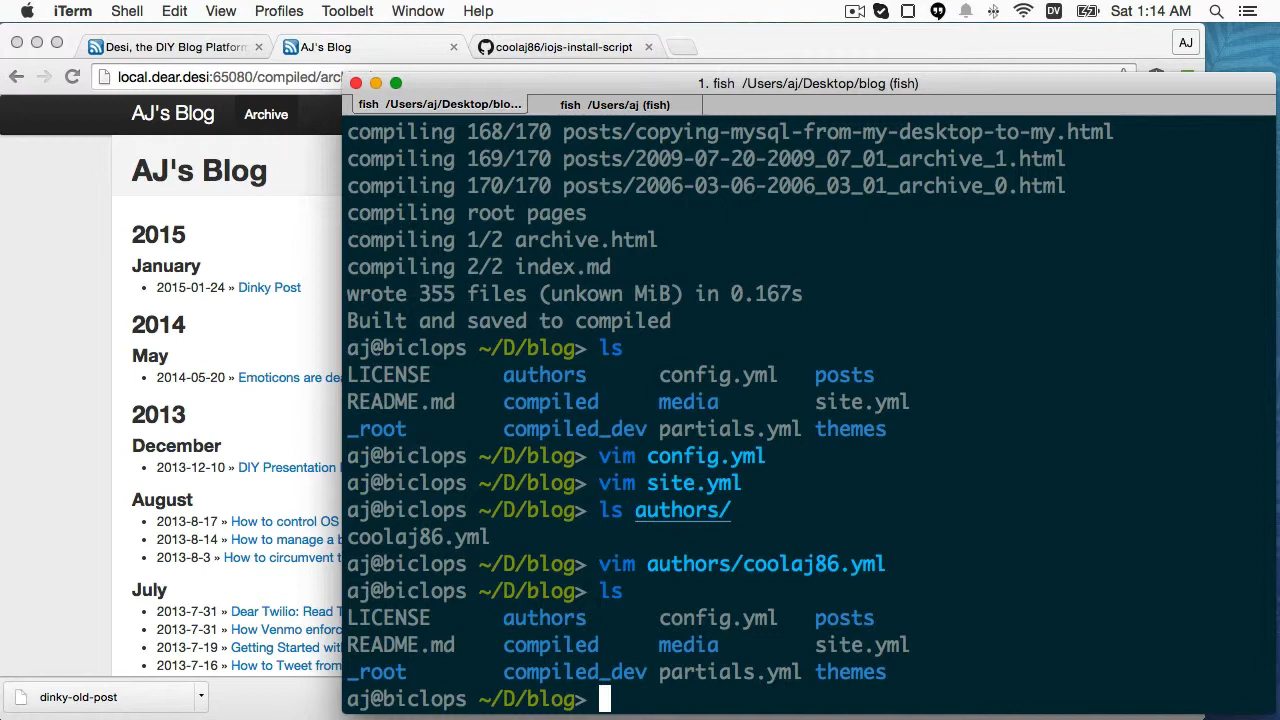 iTerm Shell Edit View Profiles Toolbelt Window Help DV Sat 1:14 AM
Desi, the DIY Blog Platform
AJ's Blog
coolaj86/iojs-install-script
AJ
local.dear.desi:65080/compiled/arc
AJ's Blog Archive
AJ's Blog
2015
January
2015-01-24 » Dinky Post
2014
May
2014-05-20 » Emoticons are de
2013
December
2013-12-10 » DIY Presentation
August
2013-8-17 » How to control OS
2013-8-14 » How to manage a b
2013-8-3 » How to circumvent t
July
2013-7-31 » Dear Twilio: Read T
2013-7-31 » How Venmo enforc
2013-7-19 » Getting Started wit
2013-7-16 » How to Tweet from
dinky-old-post
1. fish /Users/aj/Desktop/blog (fish)
fish /Users/aj/Desktop/blo...
fish /Users/aj (fish)
compiling 168/170 posts/copying-mysql-from-my-desktop-to-my.html
compiling 169/170 posts/2009-07-20-2009_07_01_archive_1.html
compiling 170/170 posts/2006-03-06-2006_03_01_archive_0.html
compiling root pages
compiling 1/2 archive.html
compiling 2/2 index.md
wrote 355 files (unkown MiB) in 0.167s
Built and saved to compiled
aj@biclops ~/D/blog> ls
LICENSE authors config.yml posts
README.md compiled media site.yml
_root compiled_dev partials.yml themes
aj@biclops ~/D/blog> vim config.yml
aj@biclops ~/D/blog> vim site.yml
aj@biclops ~/D/blog> ls authors/
coolaj86.yml
aj@biclops ~/D/blog> vim authors/coolaj86.yml
aj@biclops ~/D/blog> ls
LICENSE authors config.yml posts
README.md compiled media site.yml
_root compiled_dev partials.yml themes
aj@biclops ~/D/blog>